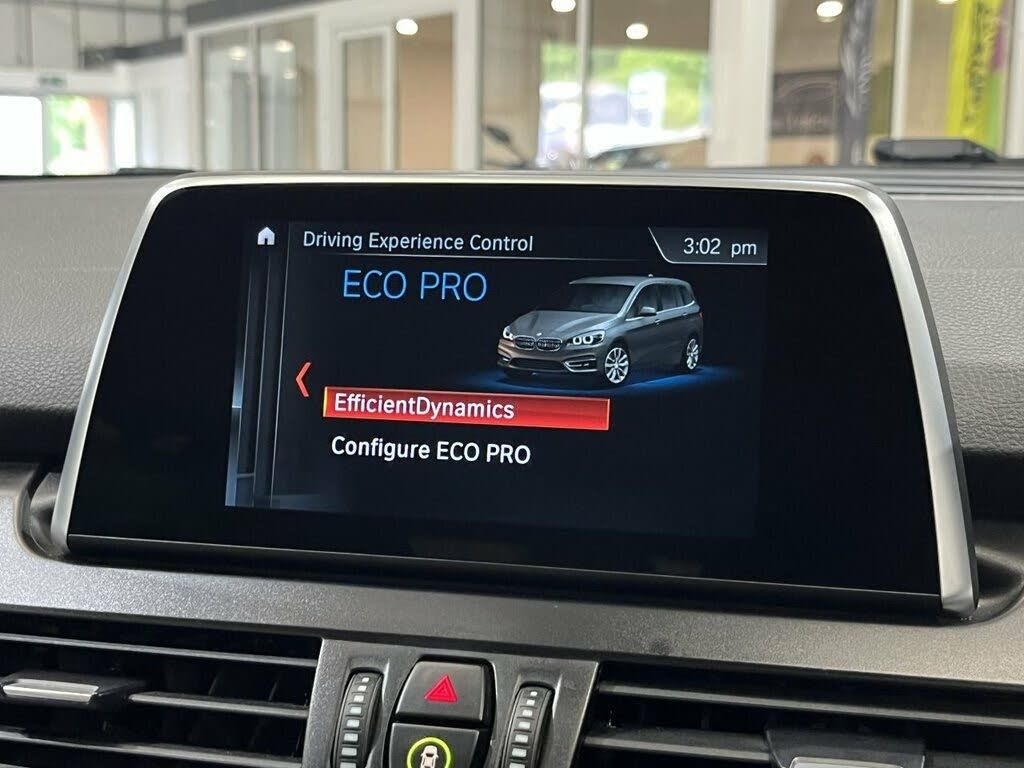 Driving Experience Control
3:02 pm
ECO PRO
EfficientDynamics
Configure ECO PRO